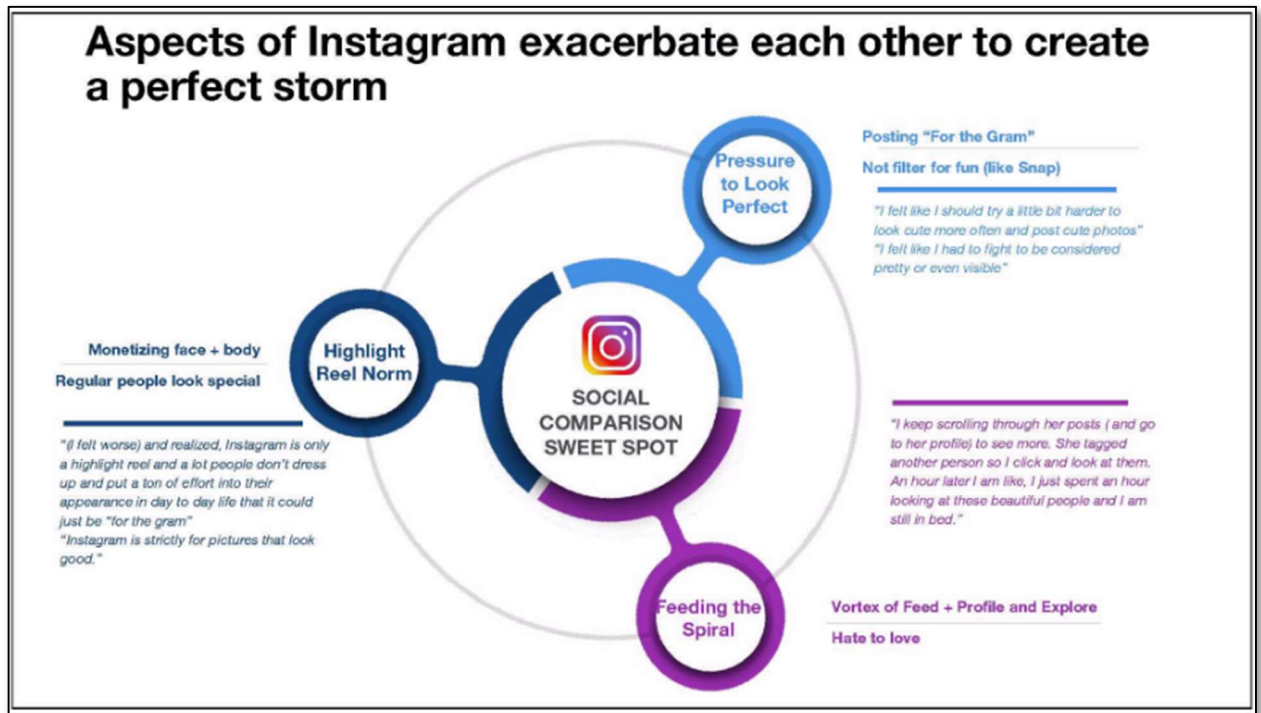 Aspects of Instagram exacerbate each other to create
a perfect storm
Pressure
to Look
Perfect
Posting “For the Gram”
Not filter for fun (like Snap)
“I felt like I should try a little bit harder to
look cute more often and post cute photos”
“I felt like I had to fight to be considered
pretty or even visible”
Highlight
Reel Norm
Monetizing face + body
Regular people look special
“(I felt worse) and realized, Instagram is only
a highlight reel and a lot people don’t dress
up and put a ton of effort into their
appearance in day to day life that it could
just be “for the gram”
“Instagram is strictly for pictures that look
good.”
SOCIAL
COMPARISON
SWEET SPOT
“I keep scrolling through her posts ( and go
to her profile) to see more. She tagged
another person so I click and look at them.
An hour later I am like, I just spent an hour
looking at these beautiful people and I am
still in bed.”
Feeding the
Spiral
Vortex of Feed + Profile and Explore
Hate to love